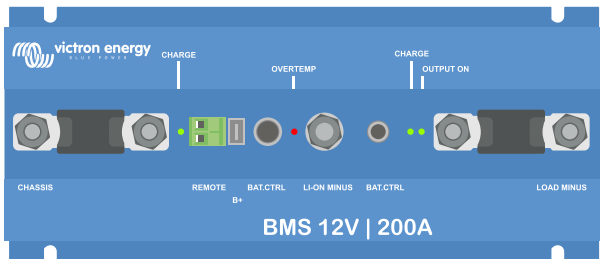 victron energy
BLUE POWER
CHARGE
OVERTEMP
CHARGE
OUTPUT ON
CHASSIS
REMOTE
B+
BAT.CTRL
LI-ON MINUS
BAT.CTRL
LOAD MINUS
BMS 12V | 200A